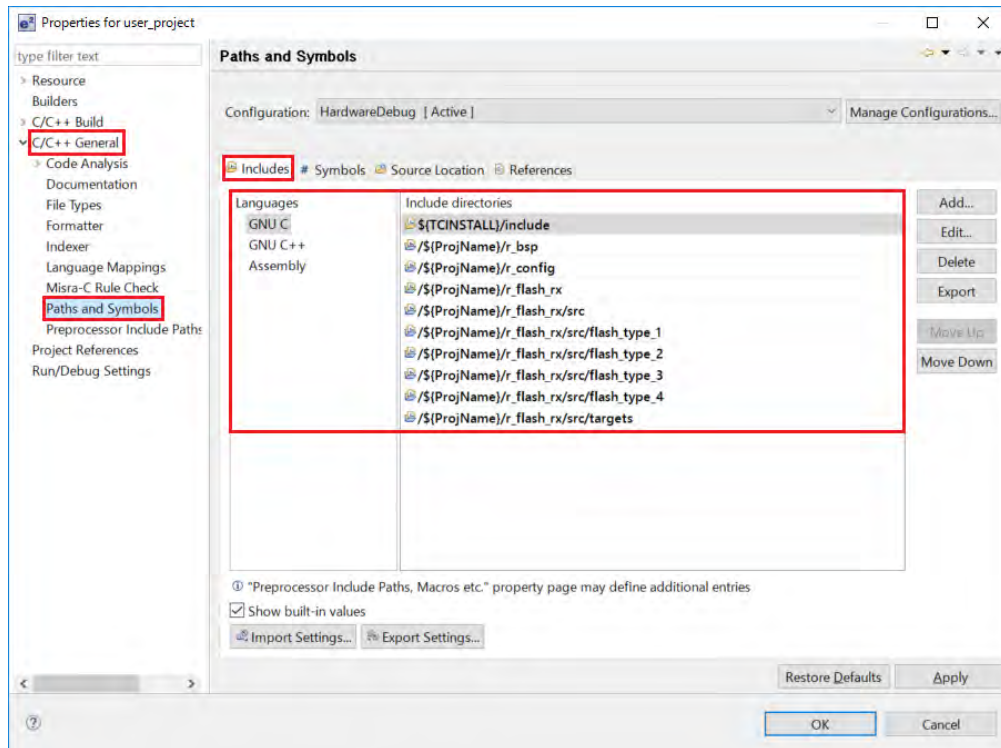 e² Properties for user_project
type filter text
Paths and Symbols
Resource
Builders
C/C++ Build
C/C++ General
Code Analysis
Documentation
File Types
Formatter
Indexer
Language Mappings
Misra-C Rule Check
Paths and Symbols
Preprocessor Include Paths
Project References
Run/Debug Settings
Configuration: HardwareDebug [ Active ]
Manage Configurations...
Includes # Symbols Source Location References
Languages
GNU C
GNU C++
Assembly
Include directories
${TCINSTALL}/include
/${ProjName}/r_bsp
/${ProjName}/r_config
/${ProjName}/r_flash_rx
/${ProjName}/r_flash_rx/src
/${ProjName}/r_flash_rx/src/flash_type_1
/${ProjName}/r_flash_rx/src/flash_type_2
/${ProjName}/r_flash_rx/src/flash_type_3
/${ProjName}/r_flash_rx/src/flash_type_4
/${ProjName}/r_flash_rx/src/targets
Add...
Edit...
Delete
Export
Move Up
Move Down
"Preprocessor Include Paths, Macros etc." property page may define additional entries
Show built-in values
Import Settings... Export Settings...
Restore Defaults Apply
OK Cancel